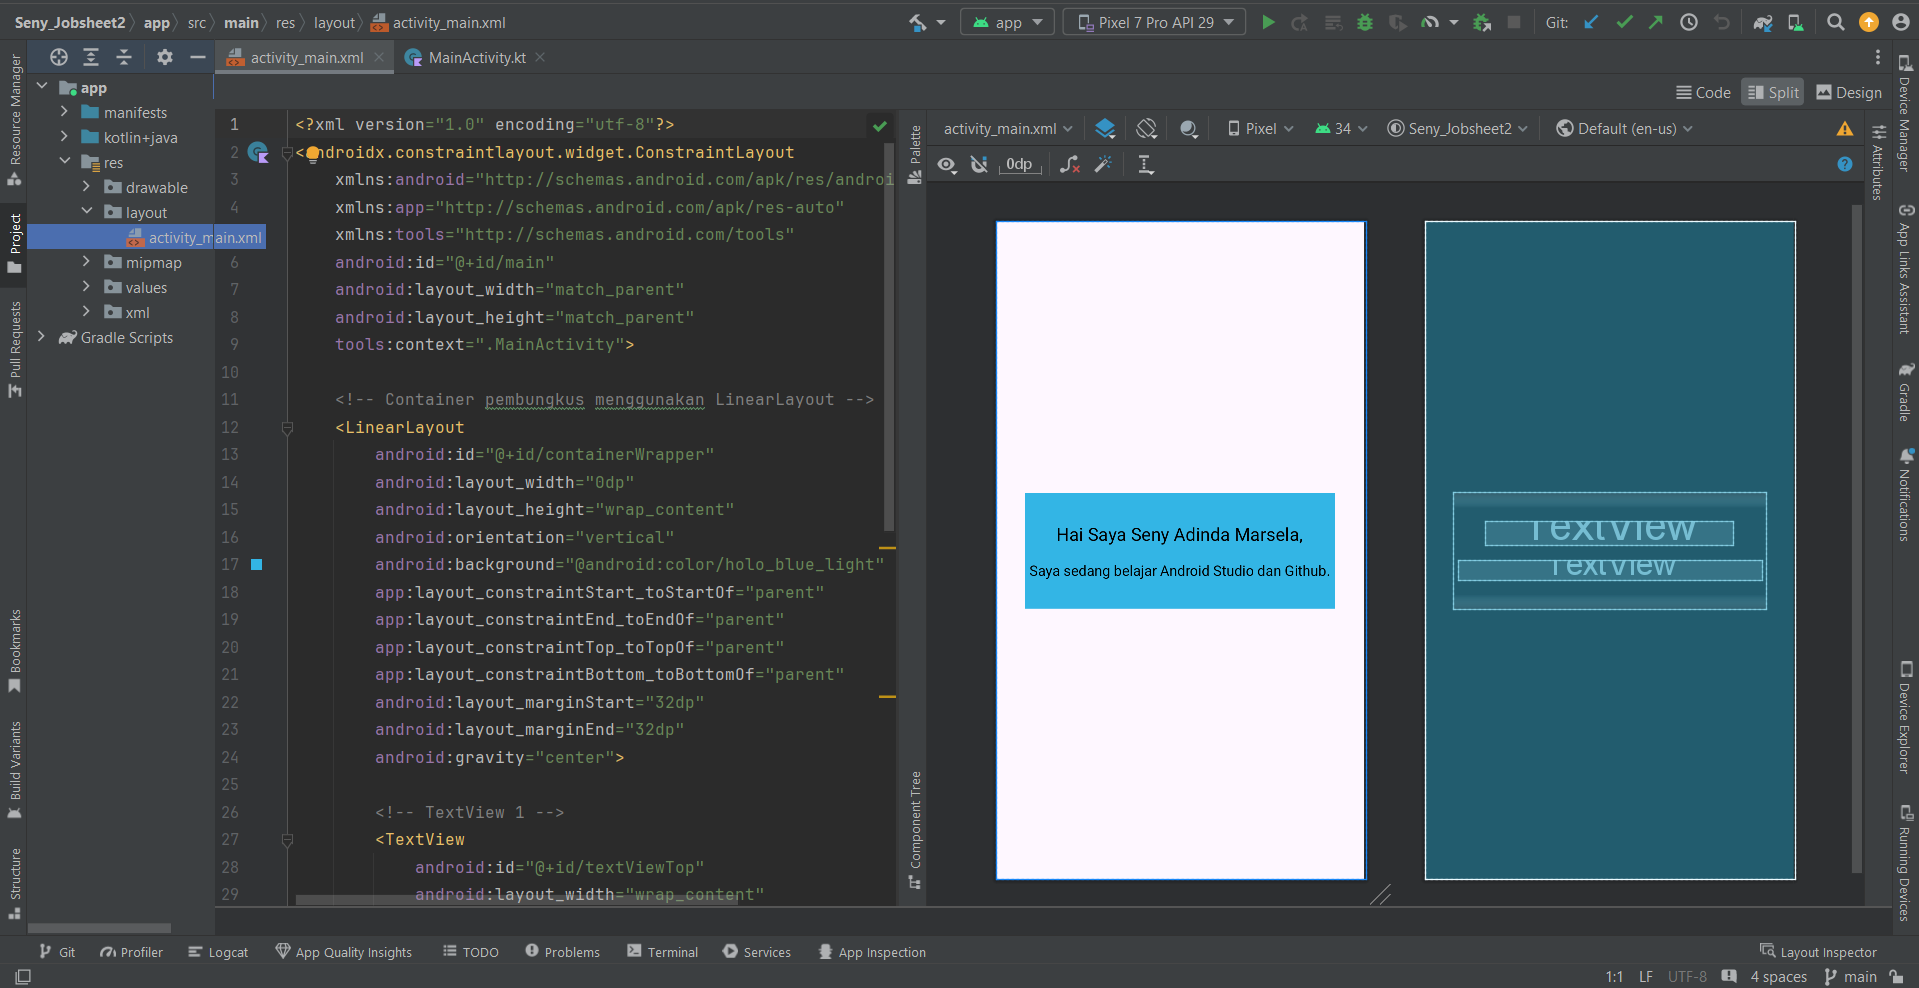 Seny_Jobsheet2 app src main res layout activity_main.xml
app Pixel 7 Pro API 29 Git:
activity_main.xml MainActivity.kt
Code Split Design
Resource Manager
Project
Pull Requests
Bookmarks
Build Variants
Structure
app
manifests
kotlin+java
res
drawable
layout
activity_main.xml
mipmap
values
xml
Gradle Scripts
1 <?xml version="1.0" encoding="utf-8"?>
2 <androidx.constraintlayout.widget.ConstraintLayout
3 xmlns:android="http://schemas.android.com/apk/res/androi
4 xmlns:app="http://schemas.android.com/apk/res-auto"
xmlns:tools="http://schemas.android.com/tools"
6 android:id="@+id/main"
7 android:layout_width="match_parent"
8 android:layout_height="match_parent"
9 tools:context=".MainActivity">
10
11 <!-- Container pembungkus menggunakan LinearLayout -->
12 <LinearLayout
13 android:id="@+id/containerWrapper"
14 android:layout_width="0dp"
15 android:layout_height="wrap_content"
16 android:orientation="vertical"
17 android:background="@android:color/holo_blue_light"
18 app:layout_constraintStart_toStartOf="parent"
19 app:layout_constraintEnd_toEndOf="parent"
20 app:layout_constraintTop_toTopOf="parent"
21 app:layout_constraintBottom_toBottomOf="parent"
22 android:layout_marginStart="32dp"
23 android:layout_marginEnd="32dp"
24 android:gravity="center">
25
26 <!-- TextView 1 -->
27 <TextView
28 android:id="@+id/textViewTop"
29 android:layout_width="wrap_content"
Palette
Component Tree
activity_main.xml Pixel 34 Seny_Jobsheet2 Default (en-us)
0dp
Hai Saya Seny Adinda Marsela,
Saya sedang belajar Android Studio dan Github.
TextView
TextView
Attributes
Device Manager
App Links Assistant
Gradle
Notifications
Device Explorer
Running Devices
Git Profiler Logcat App Quality Insights TODO Problems Terminal Services App Inspection Layout Inspector
1:1 LF UTF-8 4 spaces main